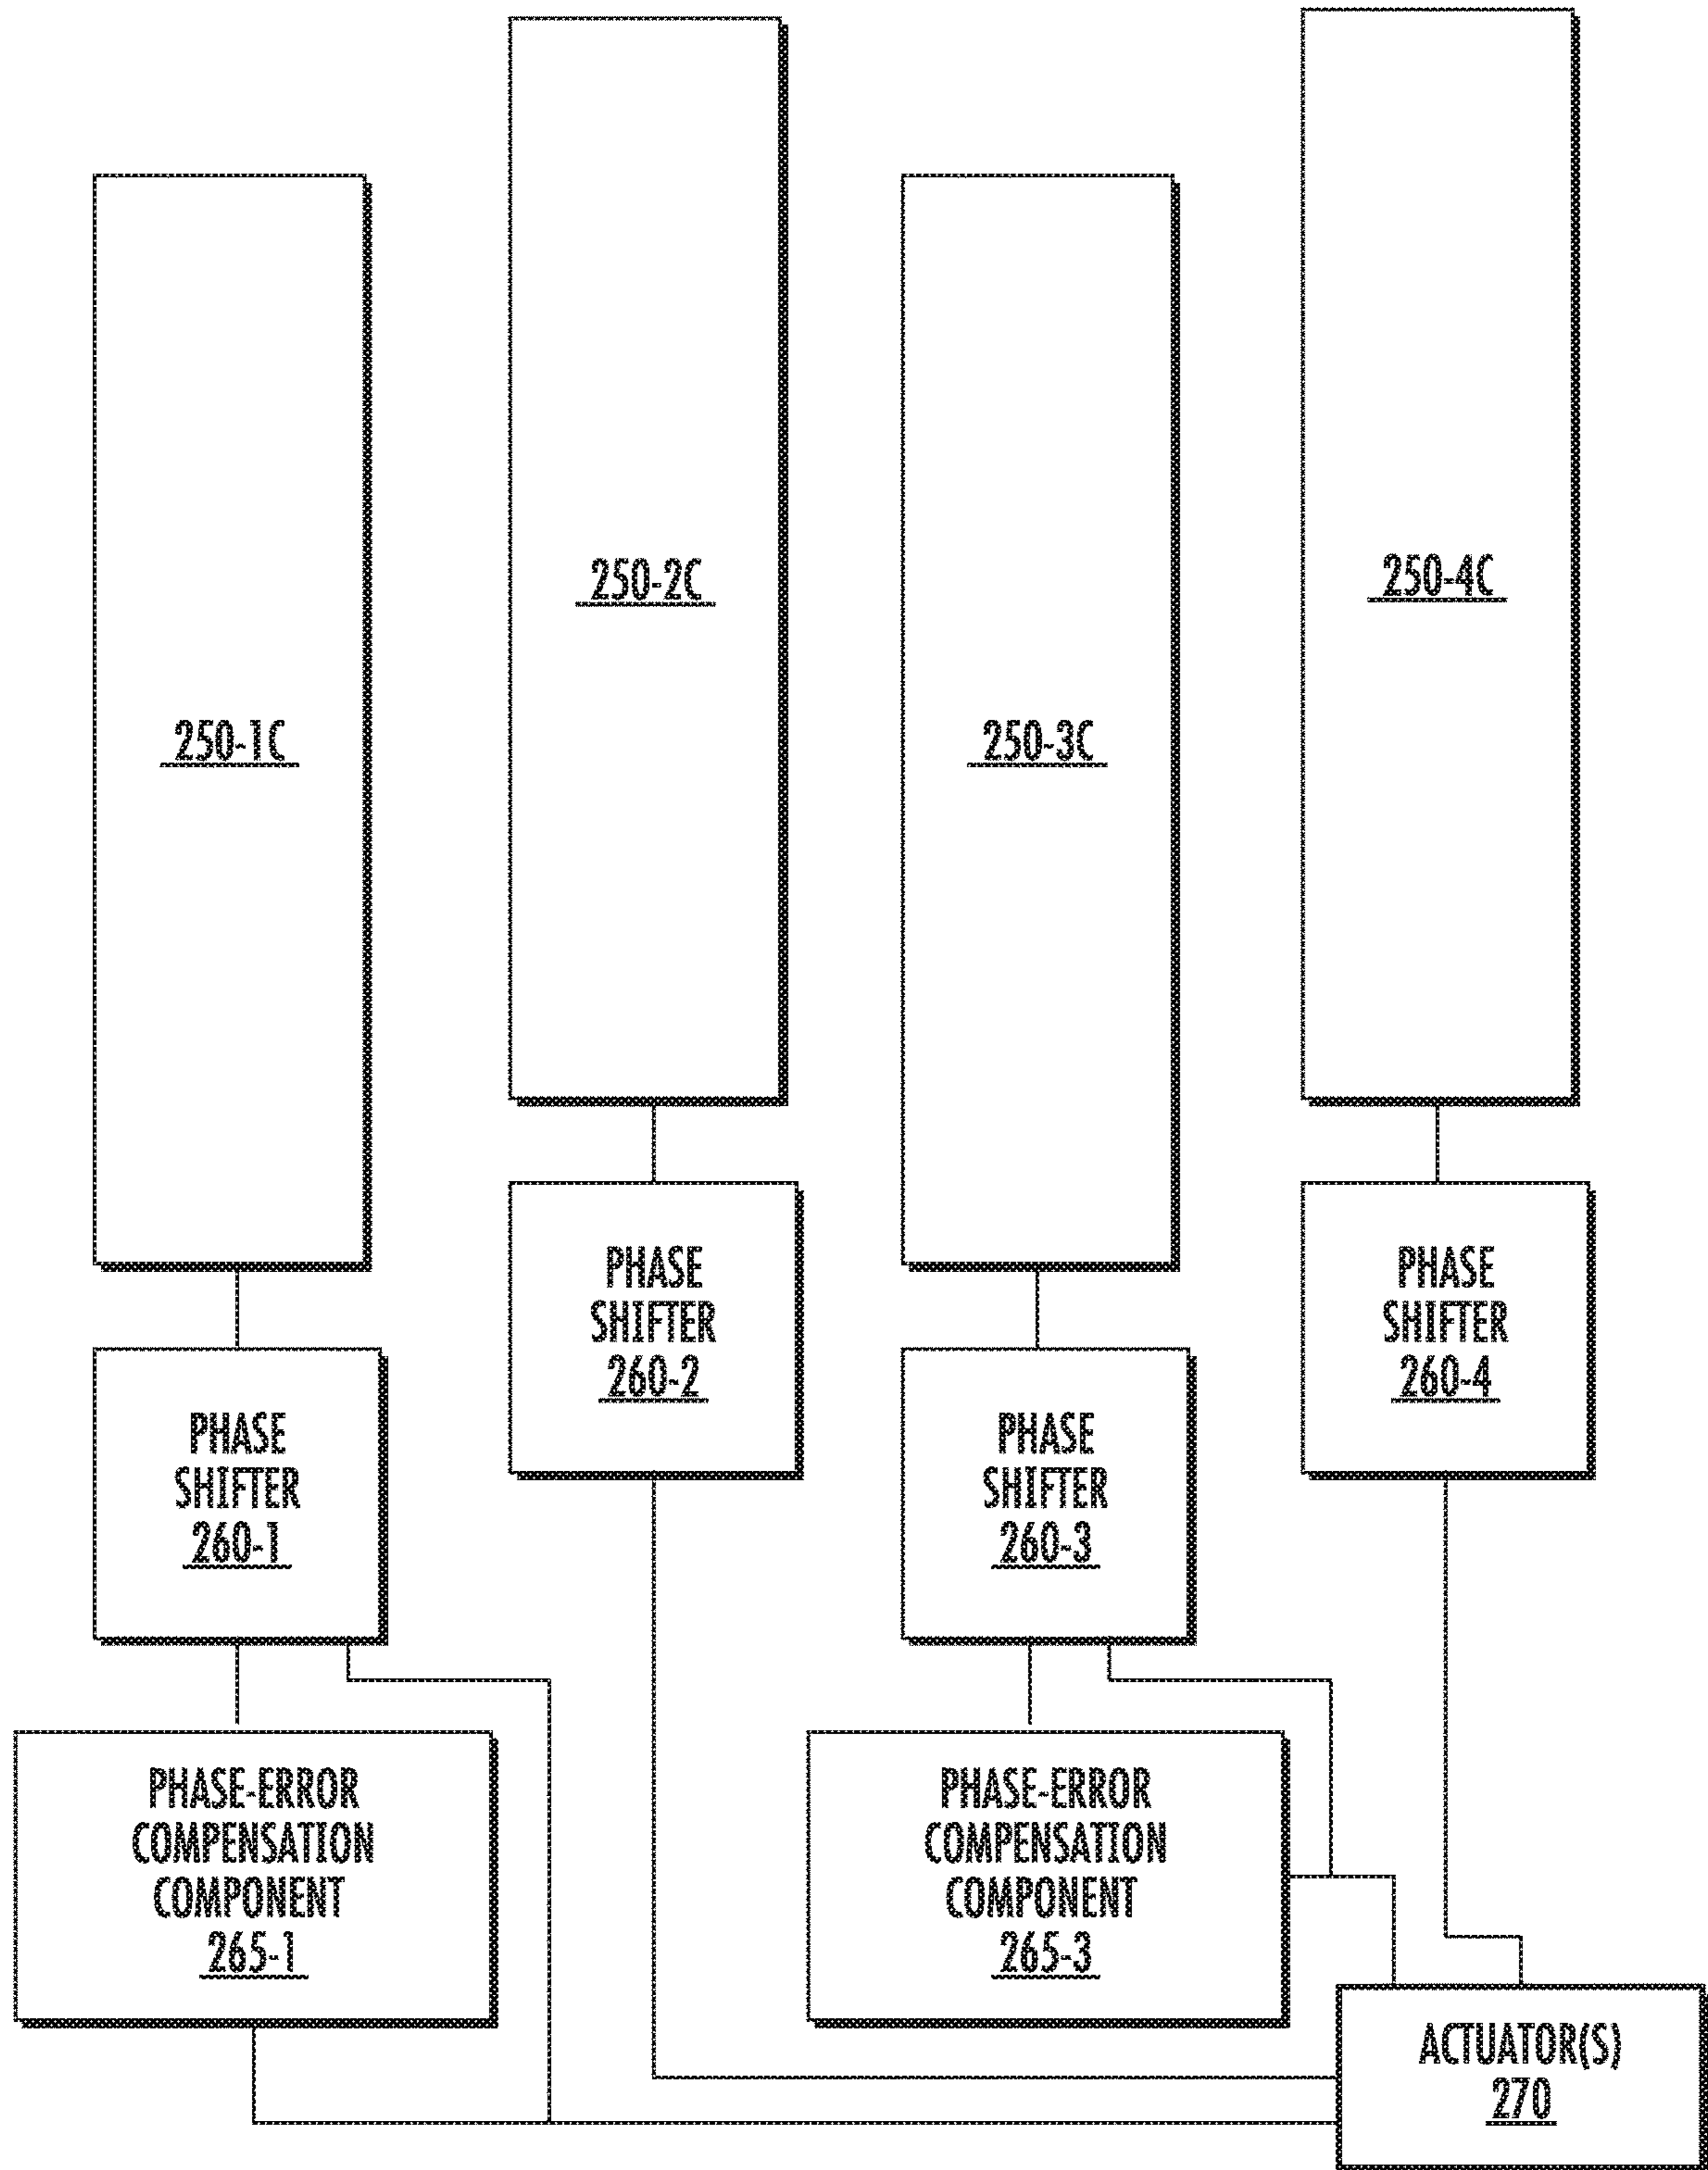 250-1C
250-2C
250-3C
250-4C
PHASE
SHIFTER
260-1
PHASE
SHIFTER
260-2
PHASE
SHIFTER
260-3
PHASE
SHIFTER
260-4
PHASE-ERROR
COMPENSATION
COMPONENT
265-1
PHASE-ERROR
COMPENSATION
COMPONENT
265-3
ACTUATOR(S)
270